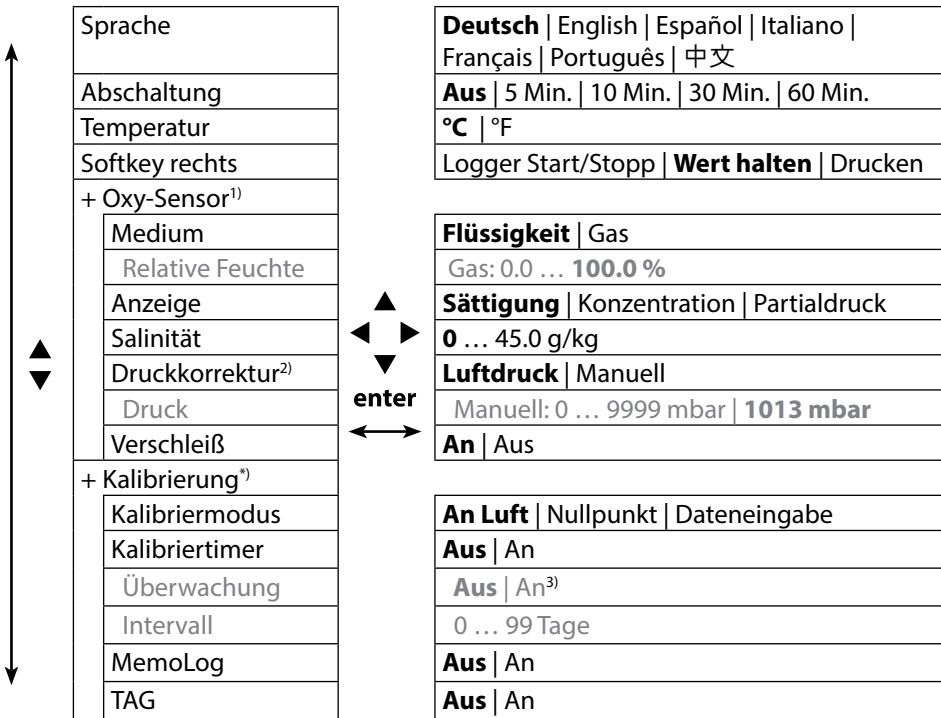 Sprache Deutsch | English | Español | Italiano |
Français | Português | 中文
Abschaltung Aus | 5 Min. | 10 Min. | 30 Min. | 60 Min.
Temperatur °C | °F
Softkey rechts Logger Start/Stopp | Wert halten | Drucken
+ Oxy-Sensor1)
Medium Flüssigkeit | Gas
Relative Feuchte Gas: 0.0 … 100.0 %
Anzeige Sättigung | Konzentration | Partialdruck
Salinität 0 … 45.0 g/kg
Druckkorrektur2) Luftdruck | Manuell
enter
Druck Manuell: 0 … 9999 mbar | 1013 mbar
Verschleiß An | Aus
+ Kalibrierung*)
Kalibriermodus An Luft | Nullpunkt | Dateneingabe
Kalibriertimer Aus | An
Überwachung Aus | An3)
Intervall 0 … 99 Tage
MemoLog Aus | An
TAG Aus | An